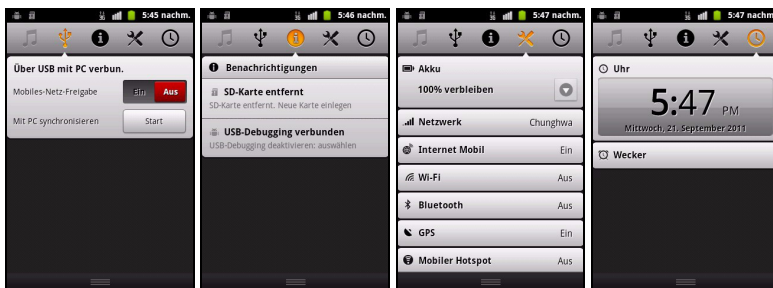 5:45 nachm.
Über USB mit PC verbun.
Mobiles-Netz-Freigabe Ein Aus
Mit PC synchronisieren Start
5:46 nachm.
Benachrichtigungen
SD-Karte entfernt
SD-Karte entfernt. Neue Karte einlegen
USB-Debugging verbunden
USB-Debugging deaktivieren: auswählen
5:47 nachm.
Akku
100% verbleiben
Netzwerk Chunghwa
Internet Mobil Ein
Wi-Fi Aus
Bluetooth Aus
GPS Ein
Mobiler Hotspot Aus
5:47 nachm
Uhr
5:47 PM
Mittwoch, 21. September 2011
Wecker